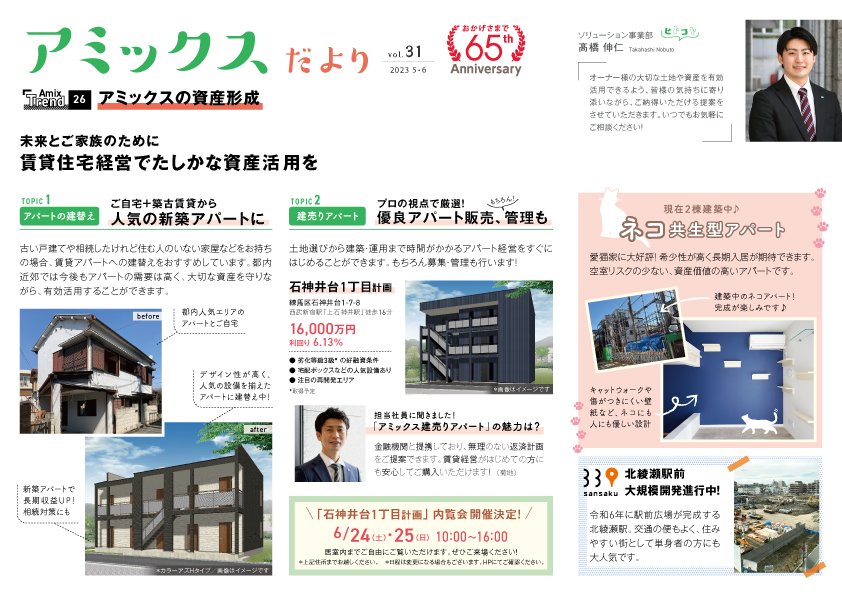 アミックスだより
vol.31
2023 5・6
おかげさまで
65th
Anniversary
Amix
Trend
26
アミックスの資産形成
ソリューション事業部
髙橋 伸仁 Takahashi Nobuto
ヒトコト
オーナー様の大切な土地や資産を有効
活用できるよう、皆様の気持ちに寄り
添いながら、ご納得いただける提案を
させていただきます。いつでもお気軽に
ご相談ください!
未来とご家族のために
賃貸住宅経営でたしかな資産活用を
TOPIC 1
アパートの建替え
ご自宅+築古賃貸から
人気の新築アパートに
古い戸建てや相続したけれど住む人のいない家屋などをお持ち
の場合、賃貸アパートへの建替えをおすすめしています。都内
近郊では今後もアパートの需要は高く、大切な資産を守りな
がら、有効活用することができます。
before
都内人気エリアの
アパートとご自宅
デザイン性が高く、
人気の設備を揃えた
アパートに建替え中!
after
新築アパートで
長期収益UP!
相続対策にも
*カラーアズHタイプ/画像はイメージです
TOPIC 2
建売りアパート
プロの視点で厳選!
もちろん!
優良アパート販売、管理も
土地選びから建築・運用まで時間がかかるアパート経営をすぐに
はじめることができます。もちろん募集・管理も行います!
石神井台1丁目計画
練馬区石神井台1-7-8
西武新宿駅「上石神井駅」徒歩16分
16,000万円
利回り 6.13%
● 劣化等級3級* の好融資条件
● 宅配ボックスなどの人気設備あり
● 注目の再開発エリア
*取得予定
*画像はイメージです
担当社員に聞きました!
「アミックス建売りアパート」の魅力は?
金融機関と提携しており、無理のない返済計画
をご提案できます。賃貸経営がはじめての方に
も安心してご購入いただけます! (菊地)
「石神井台1丁目計画」内覧会開催決定!
6/24(土)・25(日) 10:00~16:00
居室内までご自由にご覧いただけます。ぜひご来場ください!
*上記住所までお越しください。 *日程は変更になる場合もございます。HPにてご確認ください。
現在2棟建築中♪
ネコ共生型アパート
愛猫家に大好評! 希少性が高く長期入居が期待できます。
空室リスクの少ない、資産価値の高いアパートです。
建築中のネコアパート!
完成が楽しみです♪
キャットウォークや
傷がつきにくい壁
紙など、ネコにも
人にも優しい設計
sansaku
北綾瀬駅前
大規模開発進行中!
令和6年に駅前広場が完成する
北綾瀬駅。交通の便もよく、住み
やすい街として単身者の方にも
大人気です。